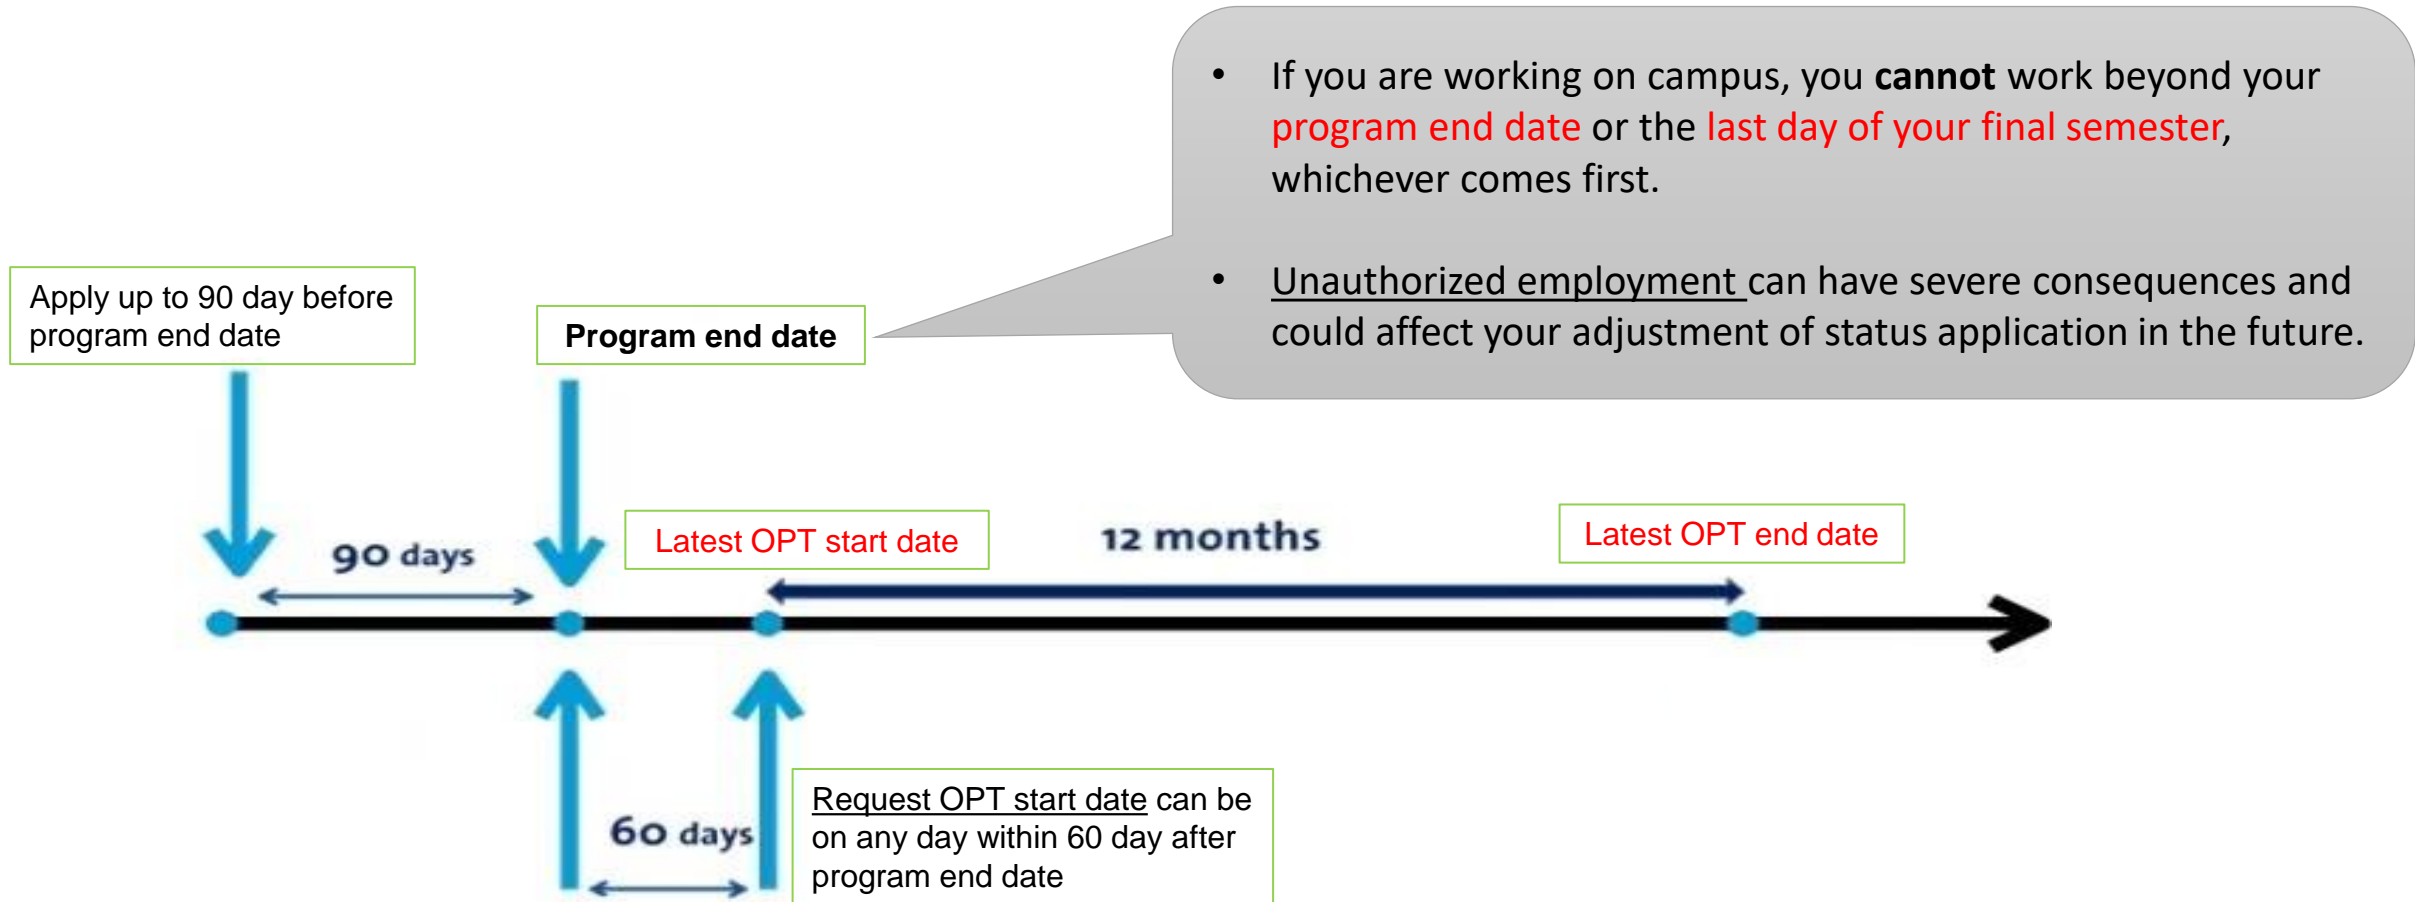 • If you are working on campus, you cannot work beyond your
program end date or the last day of your final semester,
whichever comes first.
• Unauthorized employment can have severe consequences and
could affect your adjustment of status application in the future.
Apply up to 90 day before
program end date
Program end date
90 days
Latest OPT start date
12 months
Latest OPT end date
60 days
Request OPT start date can be
on any day within 60 day after
program end date